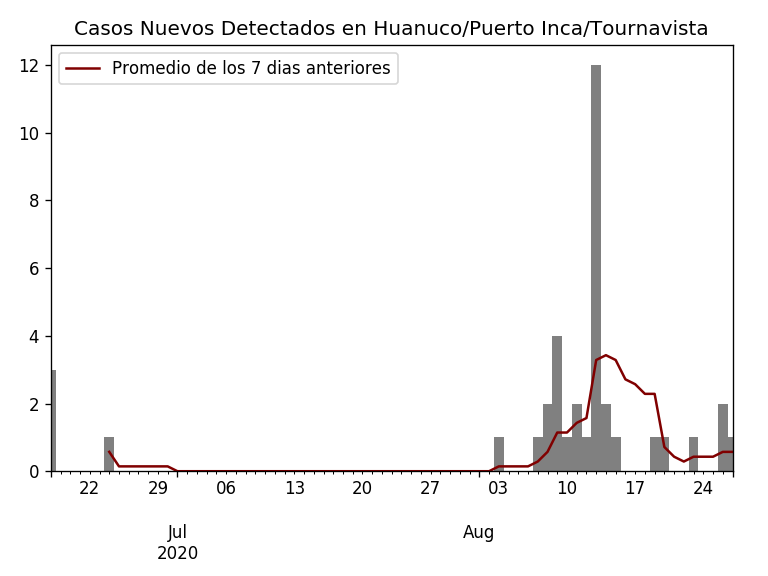 Casos Nuevos Detectados en Huanuco/Puerto Inca/Tournavista
Promedio de los 7 dias anteriores
12
10
8
6
4
2
0
22 29 06 13 20 27 03 10 17 24
Jul Aug
2020